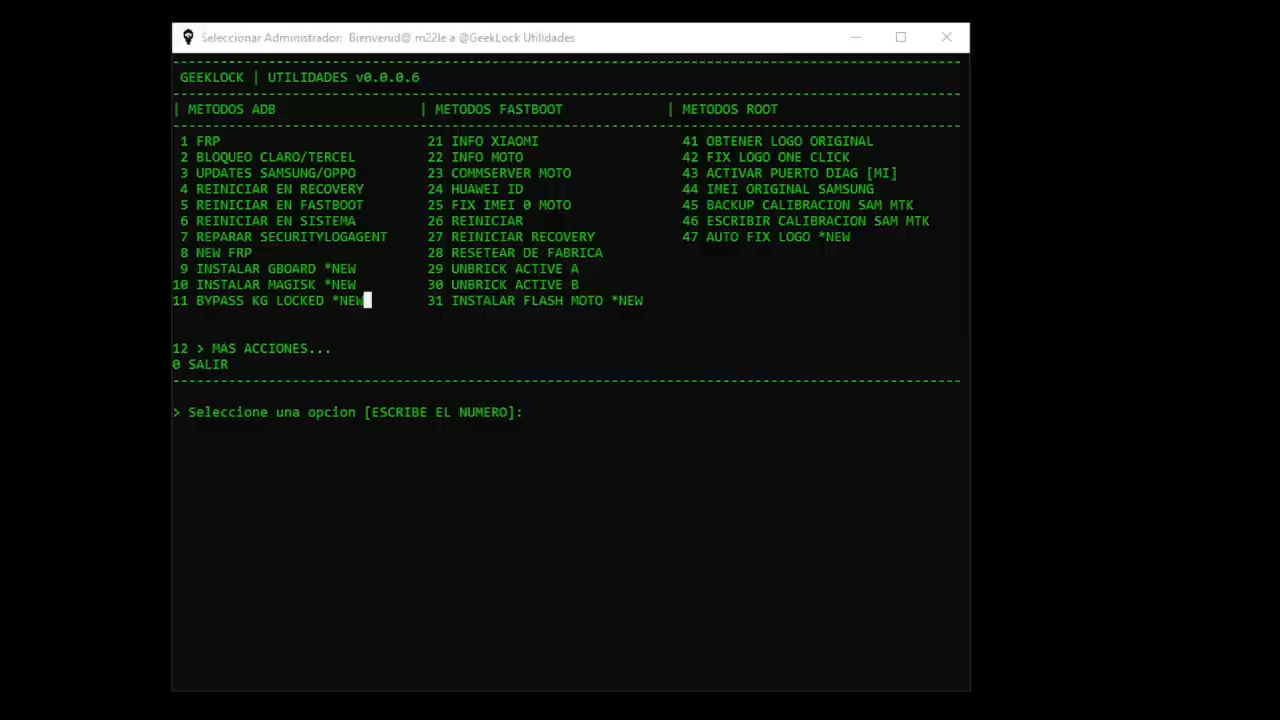 Seleccionar Administrador: Bienvenid@ m22le a @GeekLock Utilidades
GEEKLOCK | UTILIDADES v0.0.0.6
| METODOS ADB | METODOS FASTBOOT | METODOS ROOT
1 FRP 21 INFO XIAOMI 41 OBTENER LOGO ORIGINAL
2 BLOQUEO CLARO/TERCEL 22 INFO MOTO 42 FIX LOGO ONE CLICK
3 UPDATES SAMSUNG/OPPO 23 COMMSERVER MOTO 43 ACTIVAR PUERTO DIAG [MI]
4 REINICIAR EN RECOVERY 24 HUAWEI ID 44 IMEI ORIGINAL SAMSUNG
5 REINICIAR EN FASTBOOT 25 FIX IMEI 0 MOTO 45 BACKUP CALIBRACION SAM MTK
6 REINICIAR EN SISTEMA 26 REINICIAR 46 ESCRIBIR CALIBRACION SAM MTK
7 REPARAR SECURITYLOGAGENT 27 REINICIAR RECOVERY 47 AUTO FIX LOGO *NEW
8 NEW FRP 28 RESETEAR DE FABRICA
9 INSTALAR GBOARD *NEW 29 UNBRICK ACTIVE A
10 INSTALAR MAGISK *NEW 30 UNBRICK ACTIVE B
11 BYPASS KG LOCKED *NEW 31 INSTALAR FLASH MOTO *NEW
12 > MAS ACCIONES...
0 SALIR
> Seleccione una opcion [ESCRIBE EL NUMERO]: